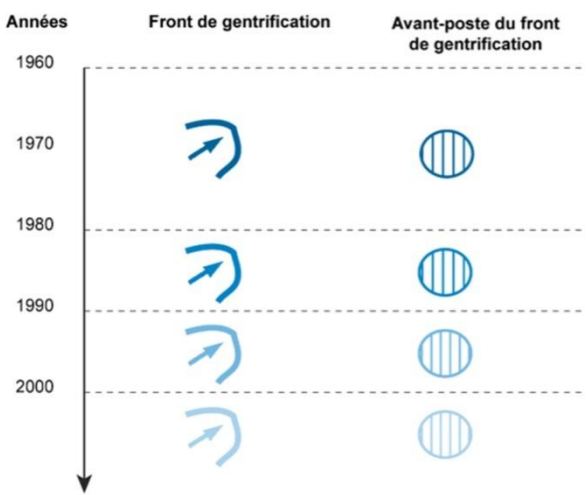 Années
Front de gentrification
Avant-poste du front
de gentrification
1960
1970
1980
1990
2000